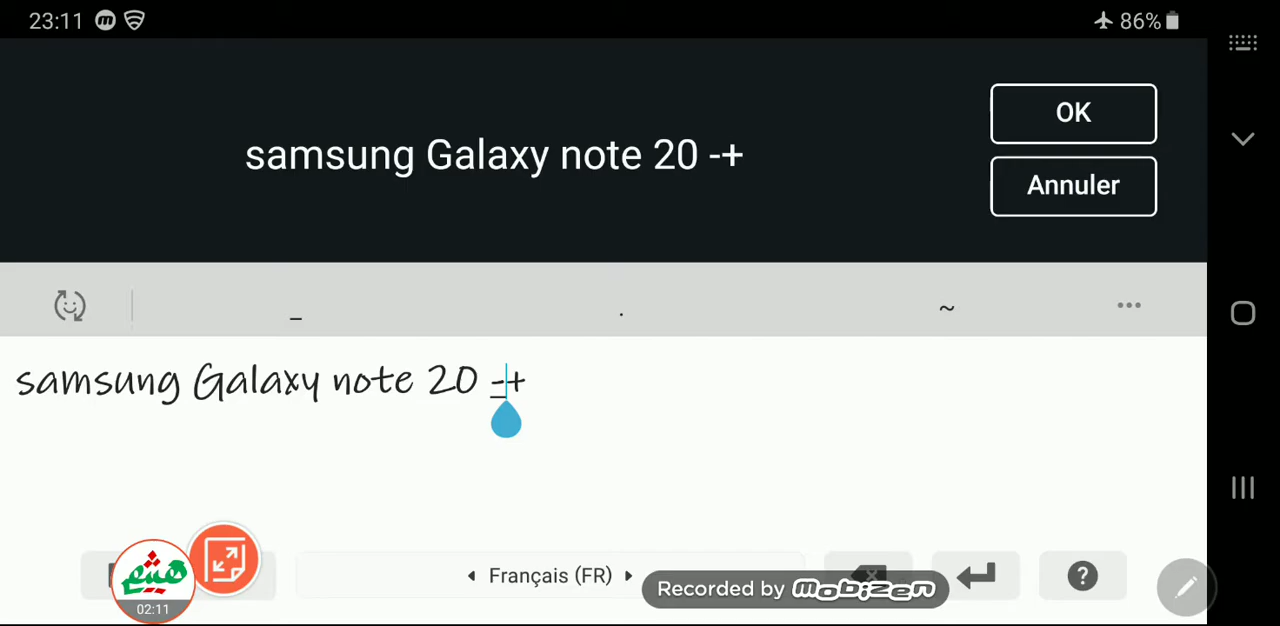 23:11
86%
samsung Galaxy note 20 -+
OK
Annuler
_ . ~ •••
samsung Galaxy note 20 -+
هيثم
02:11
Français (FR)
?
Recorded by mobizen